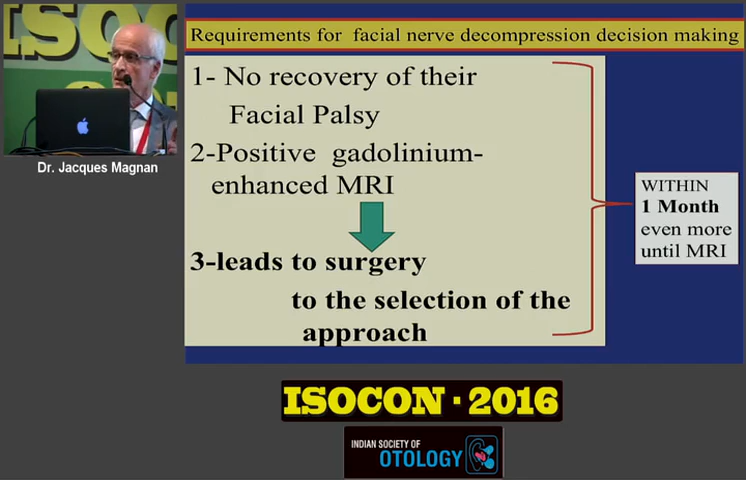 ISOCON
Requirements for facial nerve decompression decision making
1- No recovery of their
Facial Palsy
2-Positive gadolinium-
enhanced MRI
3-leads to surgery
to the selection of the
approach
WITHIN
1 Month
even more
until MRI
Dr. Jacques Magnan
ISOCON · 2016
INDIAN SOCIETY OF
OTOLOGY